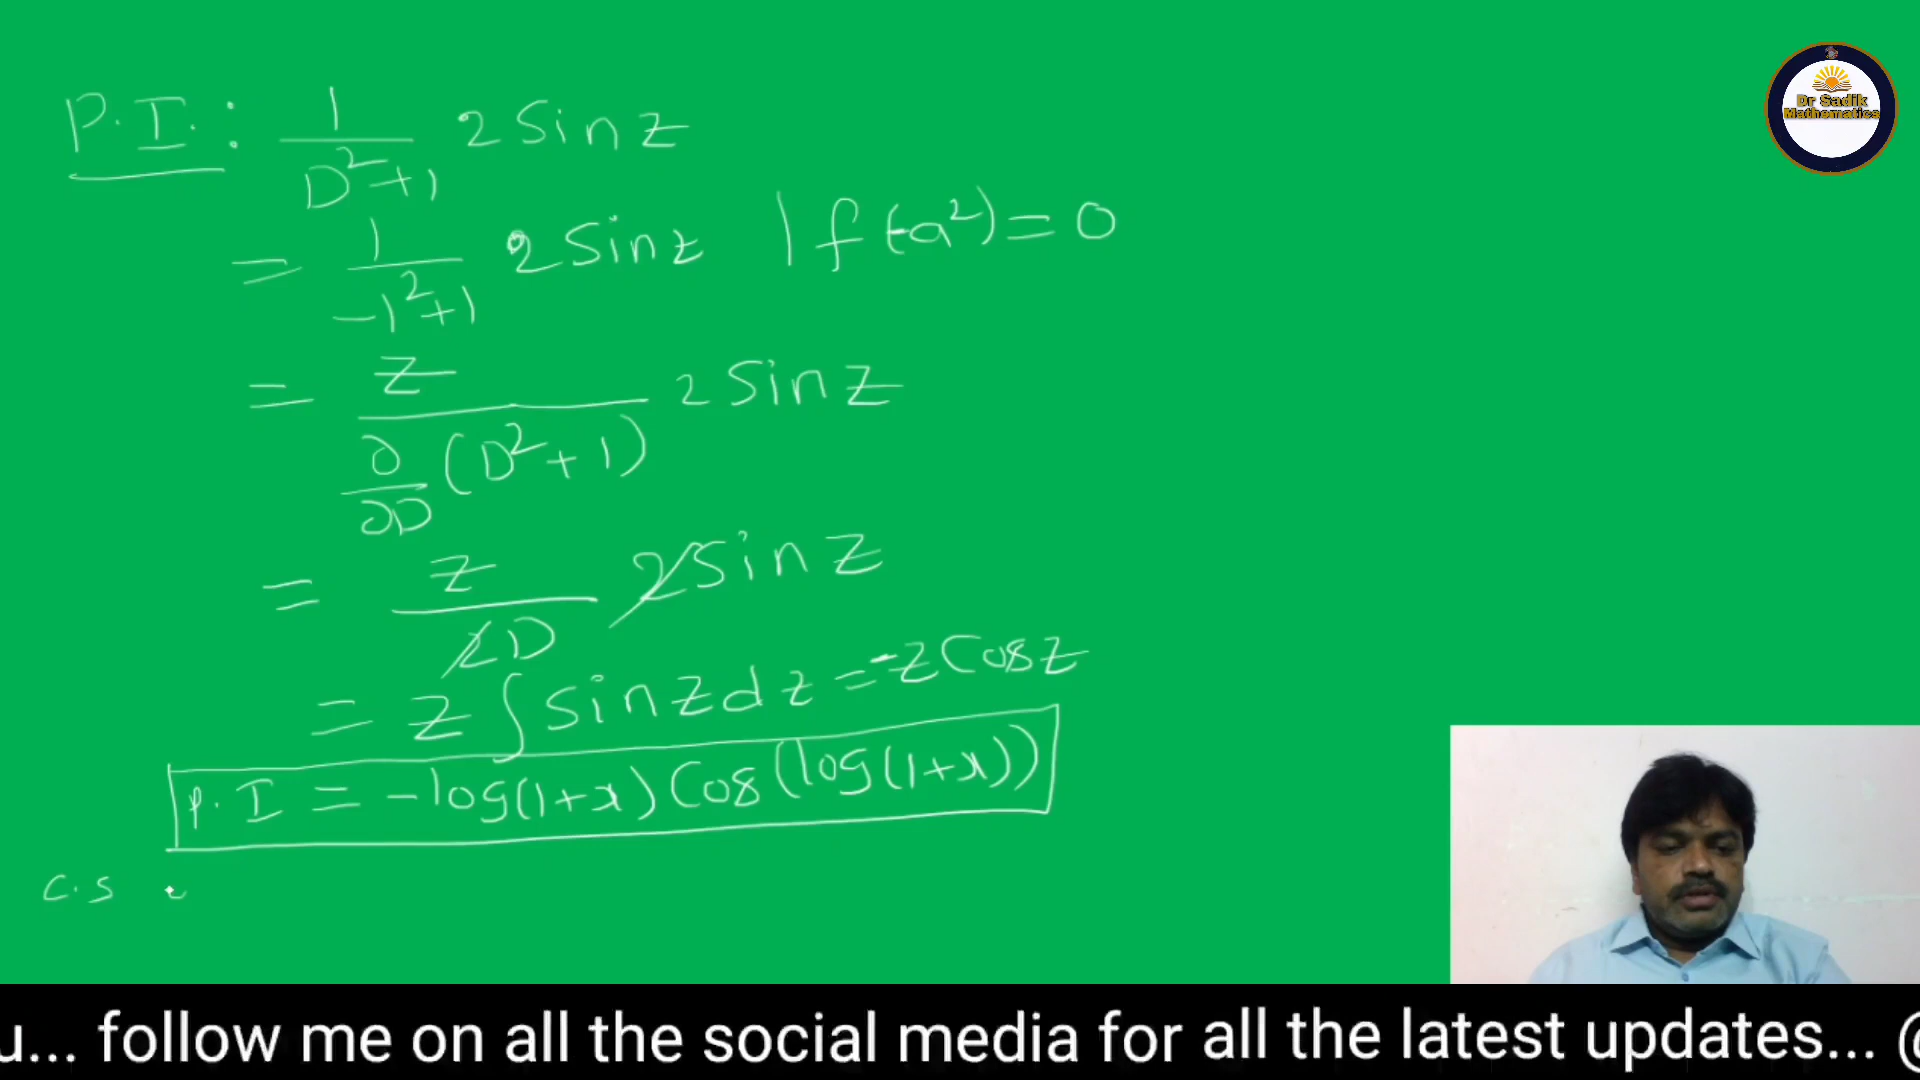 P.I.: 1/(D²+1) 2 Sin z
= 1/(-1²+1) 2 Sin z | f(-a²) = 0
= z/(∂/∂D (D²+1)) 2 Sin z
= z/(2D) 2 Sin z
= z ∫ Sin z dz = -z Cos z
P.I = -log(1+x) Cos(log(1+x))
C.S
Dr Sadik
Mathematics
u... follow me on all the social media for all the latest updates... @